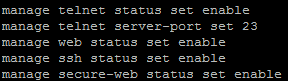 manage telnet status set enable
manage telnet server-port set 23
manage web status set enable
manage ssh status set enable
manage secure-web status set enable